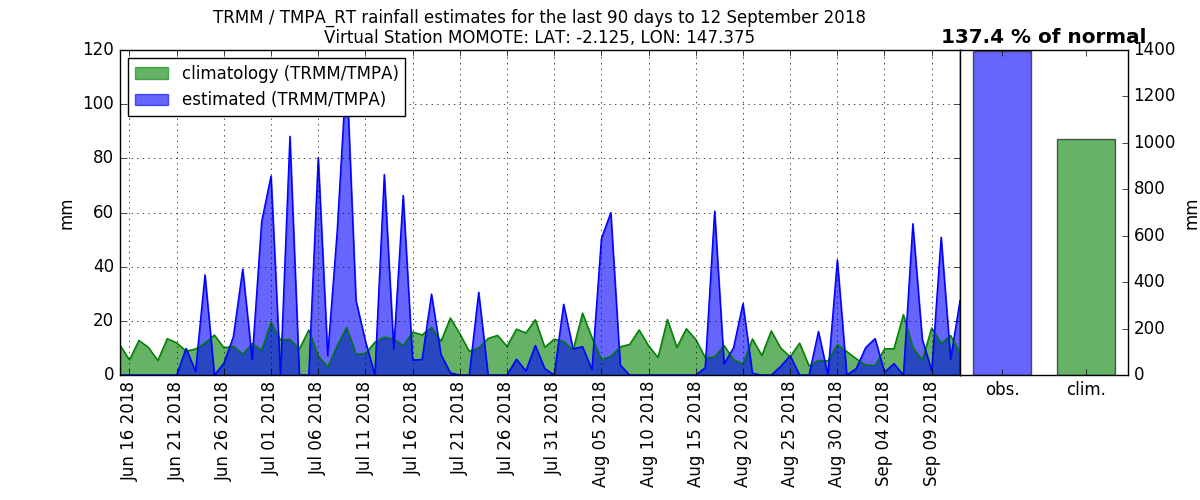 TRMM / TMPA_RT rainfall estimates for the last 90 days to 12 September 2018
Virtual Station MOMOTE: LAT: -2.125, LON: 147.375
137.4 % of normal
climatology (TRMM/TMPA)
estimated (TRMM/TMPA)
120
100
80
60
40
20
0
mm
Jun 16 2018
Jun 21 2018
Jun 26 2018
Jul 01 2018
Jul 06 2018
Jul 11 2018
Jul 16 2018
Jul 21 2018
Jul 26 2018
Jul 31 2018
Aug 05 2018
Aug 10 2018
Aug 15 2018
Aug 20 2018
Aug 25 2018
Aug 30 2018
Sep 04 2018
Sep 09 2018
1400
1200
1000
800
600
400
200
0
mm
obs.
clim.